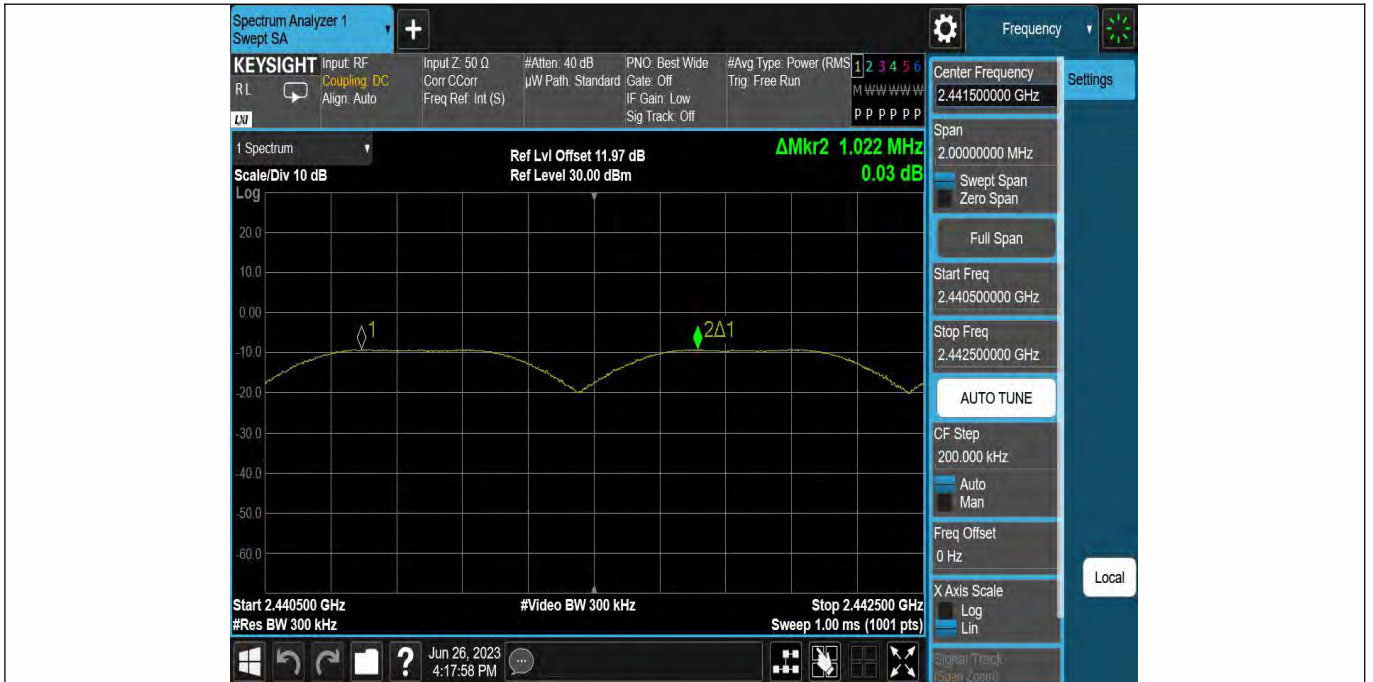 Spectrum Analyzer 1
Swept SA
+
Frequency
KEYSIGHT
R L
LXI
Input: RF
Coupling: DC
Align: Auto
Input Z: 50 Ω
Corr CCorr
Freq Ref: Int (S)
#Atten: 40 dB
µW Path: Standard
PNO: Best Wide
Gate: Off
IF Gain: Low
Sig Track: Off
#Avg Type: Power (RMS
Trig: Free Run
1 2 3 4 5 6
M W W W W W
P P P P P P
1 Spectrum
Scale/Div 10 dB
Log
Ref Lvl Offset 11.97 dB
Ref Level 30.00 dBm
ΔMkr2 1.022 MHz
0.03 dB
20.0
10.0
0.00
-10.0
-20.0
-30.0
-40.0
-50.0
-60.0
1
2Δ1
Start 2.440500 GHz
#Res BW 300 kHz
#Video BW 300 kHz
Stop 2.442500 GHz
Sweep 1.00 ms (1001 pts)
Center Frequency
2.441500000 GHz
Settings
Span
2.00000000 MHz
Swept Span
Zero Span
Full Span
Start Freq
2.440500000 GHz
Stop Freq
2.442500000 GHz
AUTO TUNE
CF Step
200.000 kHz
Auto
Man
Freq Offset
0 Hz
X Axis Scale
Log
Lin
Signal Track
(Span Zoom)
Local
?
Jun 26, 2023
4:17:58 PM